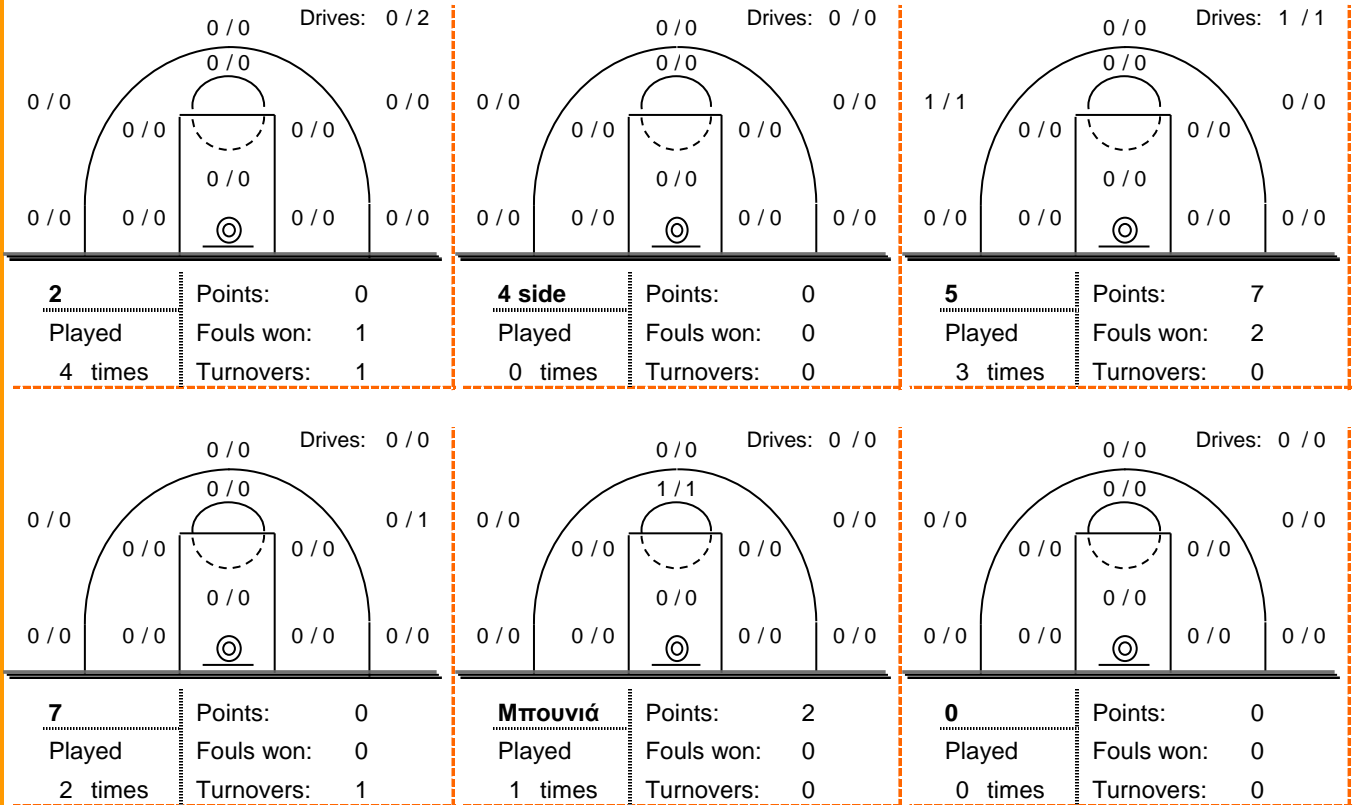 Drives: 0 / 2
0 / 0
0 / 0
0 / 0 0 / 0
0 / 0 0 / 0
0 / 0
0 / 0 0 / 0 0 / 0 0 / 0
2 Points: 0
Played Fouls won: 1
4 times Turnovers: 1
Drives: 0 / 0
0 / 0
0 / 0
0 / 0 0 / 0
0 / 0 0 / 0
0 / 0
0 / 0 0 / 0 0 / 0 0 / 0
4 side Points: 0
Played Fouls won: 0
0 times Turnovers: 0
Drives: 1 / 1
0 / 0
0 / 0
1 / 1 0 / 0
0 / 0 0 / 0
0 / 0
0 / 0 0 / 0 0 / 0 0 / 0
5 Points: 7
Played Fouls won: 2
3 times Turnovers: 0
Drives: 0 / 0
0 / 0
0 / 0
0 / 0 0 / 1
0 / 0 0 / 0
0 / 0
0 / 0 0 / 0 0 / 0 0 / 0
7 Points: 0
Played Fouls won: 0
2 times Turnovers: 1
Drives: 0 / 0
0 / 0
1 / 1
0 / 0 0 / 0
0 / 0 0 / 0
0 / 0
0 / 0 0 / 0 0 / 0 0 / 0
Μπουνιά Points: 2
Played Fouls won: 0
1 times Turnovers: 0
Drives: 0 / 0
0 / 0
0 / 0
0 / 0 0 / 0
0 / 0 0 / 0
0 / 0
0 / 0 0 / 0 0 / 0 0 / 0
0 Points: 0
Played Fouls won: 0
0 times Turnovers: 0